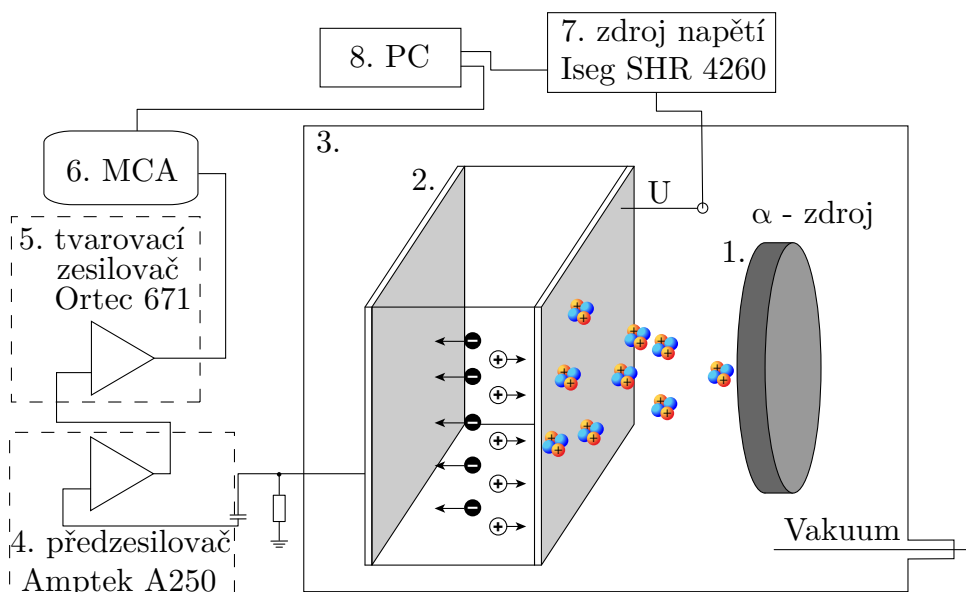 8. PC
7. zdroj napětí
Iseg SHR 4260
3.
6. MCA
2.
U
α - zdroj
1.
5. tvarovací
zesilovač
Ortec 671
4. předzesilovač
Amptek A250
Vakuum